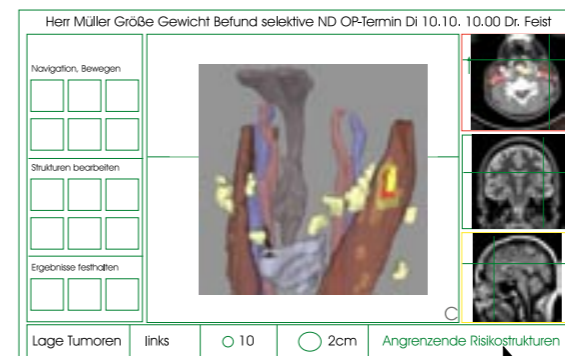 Herr Müller Größe Gewicht Befund selektive ND OP-Termin Di 10.10. 10.00 Dr. Feist
Navigation, Bewegen
Strukturen bearbeiten
Ergebnisse festhalten
C
Lage Tumoren links 10 2cm Angrenzende Risikostrukturen